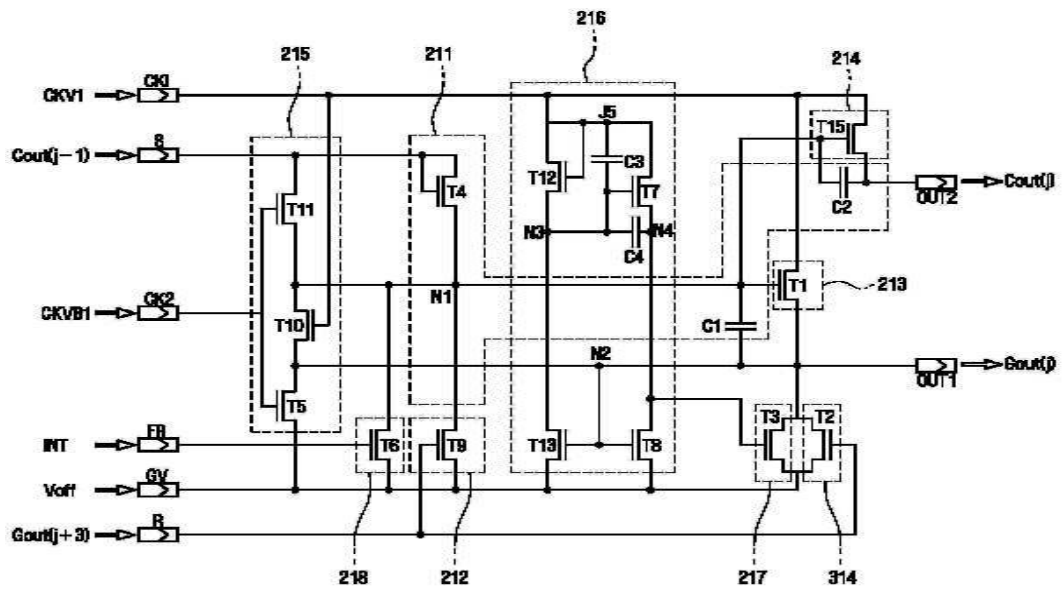 216
215 211 214
CKV1 CK1
J5
T15
Cout(j-1) S
C3
T12
T4 T7
T11
Cout(j)
C2 OUT2
N3 N4
C4
N1 T1 213
CKVB1 CK2
T10 C1
N2
Gout(j)
OUT1
T5
T3 T2
INT FR
T6 T9 T13 T8
Voff GV
Gout(j+3) R
218 212 217 314